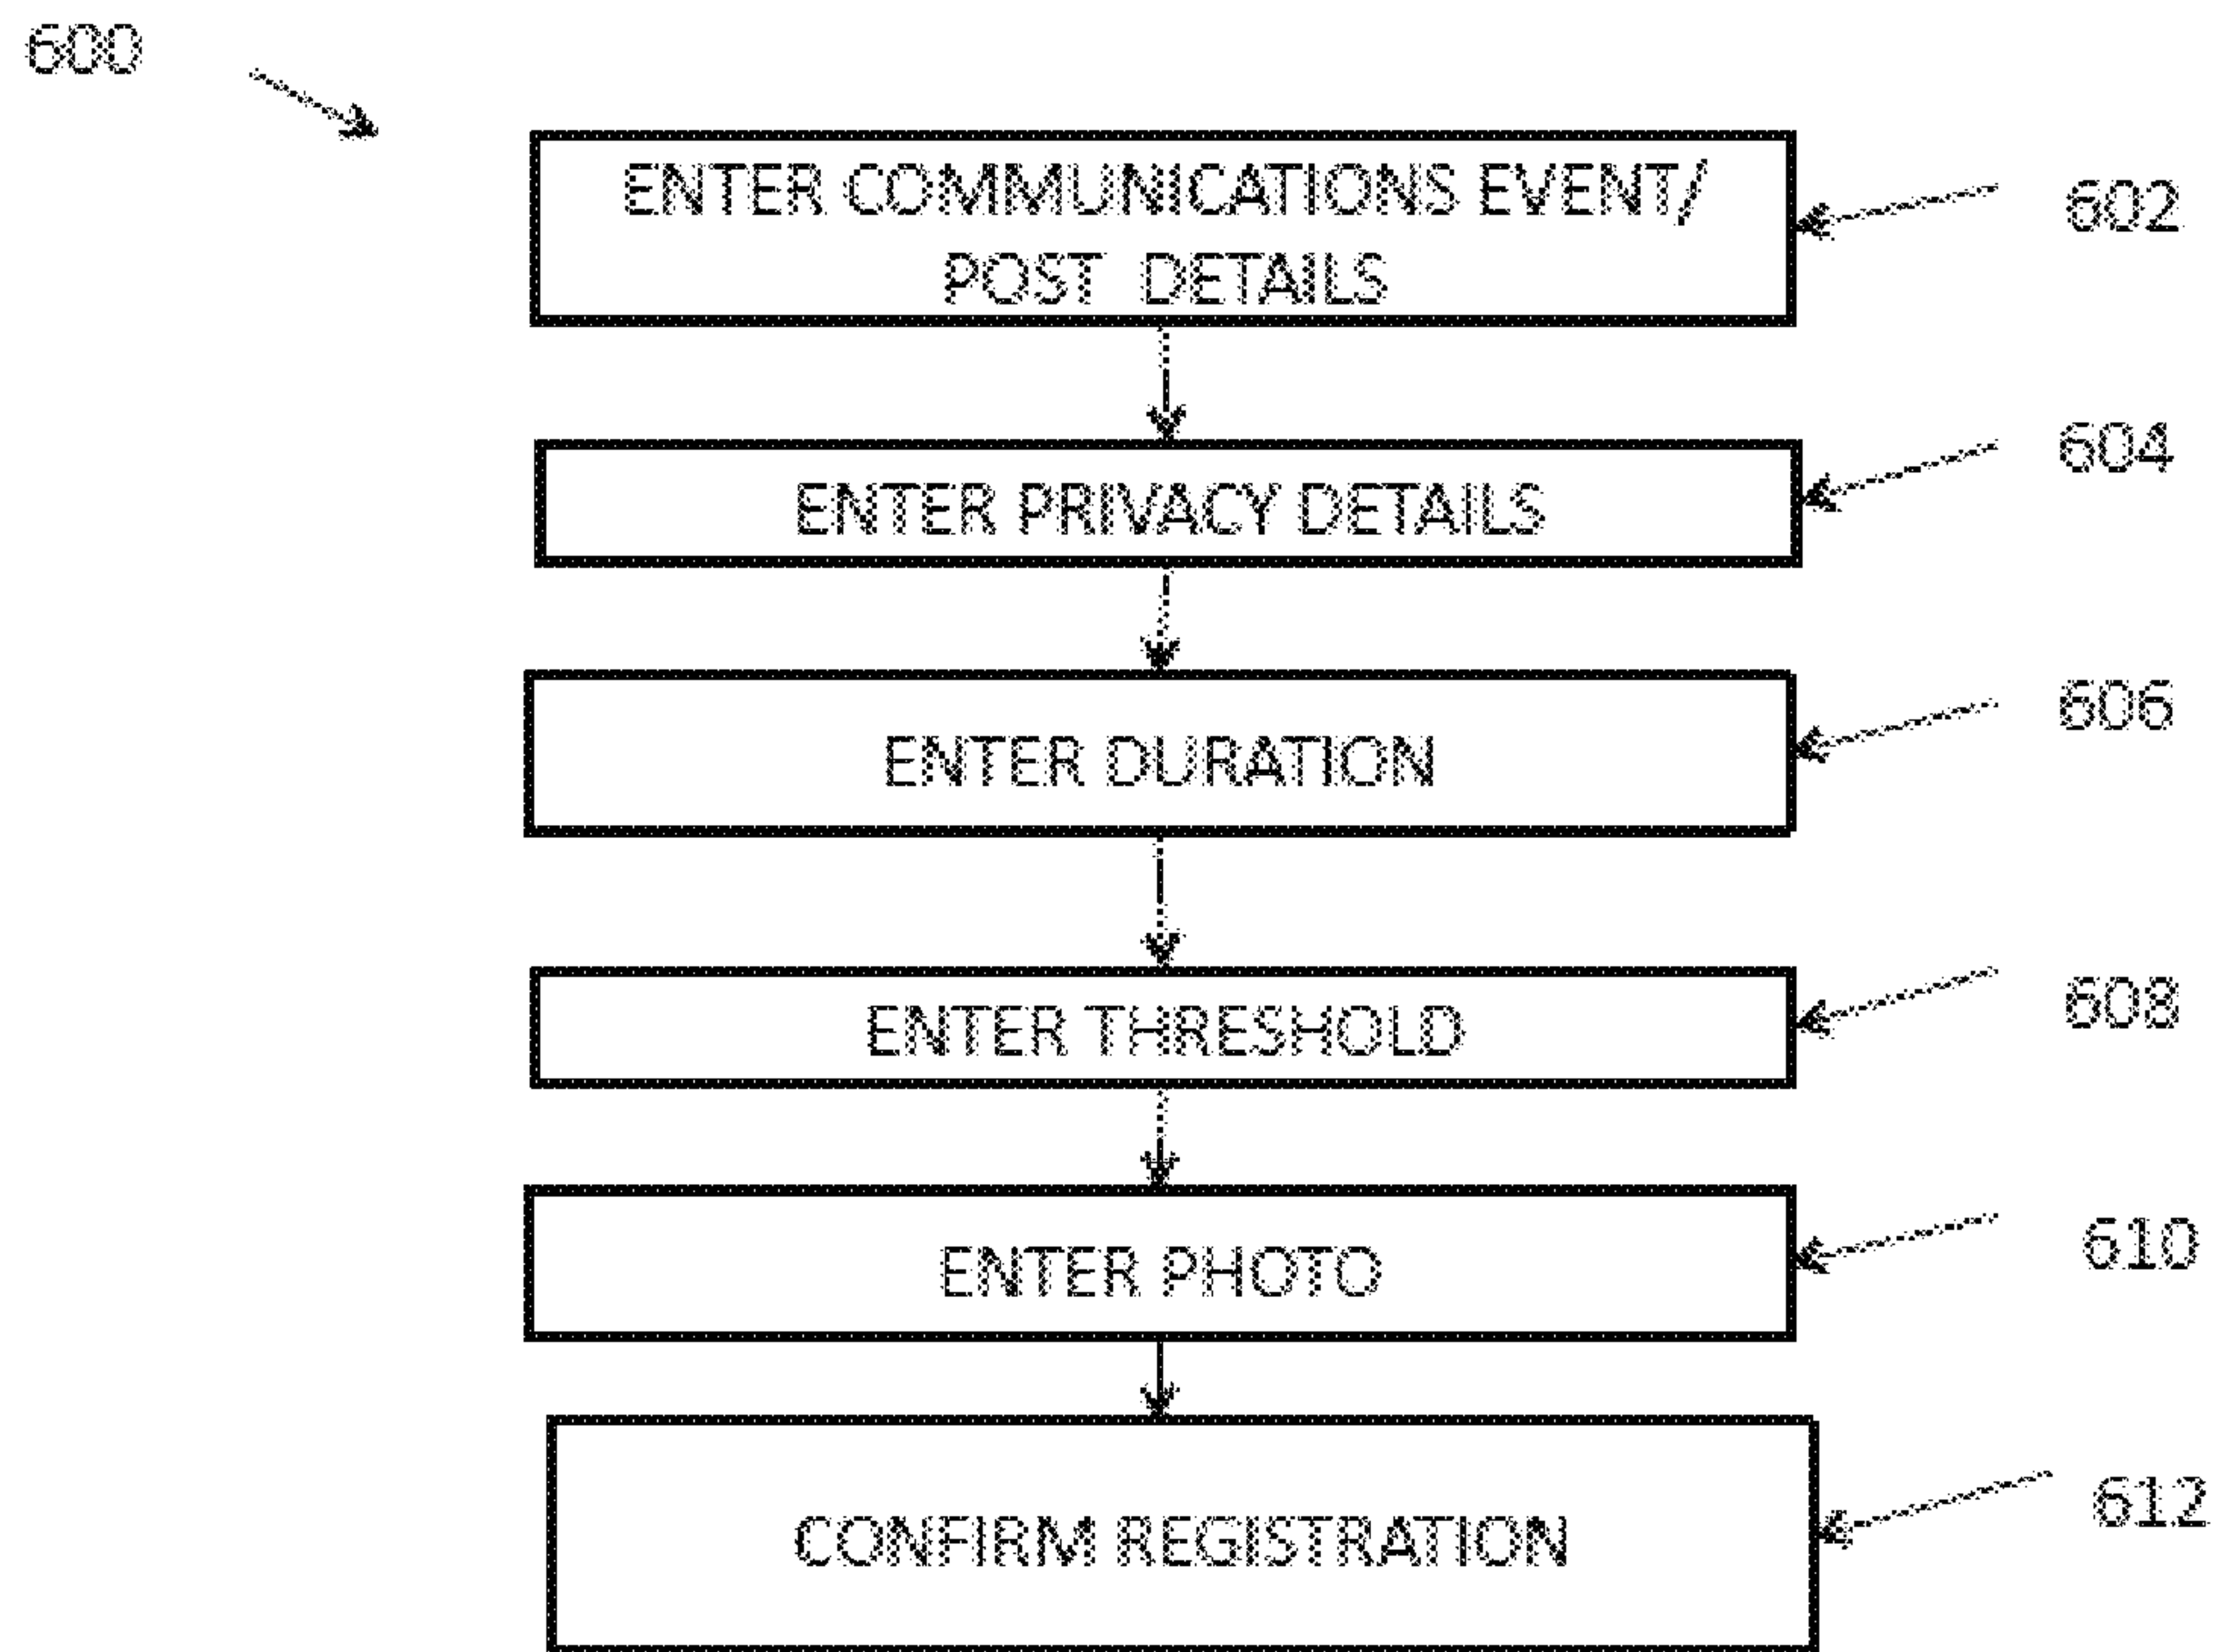 600
ENTER COMMUNICATIONS EVENT/
POST DETAILS
602
ENTER PRIVACY DETAILS
604
ENTER DURATION
606
ENTER THRESHOLD
608
ENTER PHOTO
610
CONFIRM REGISTRATION
612